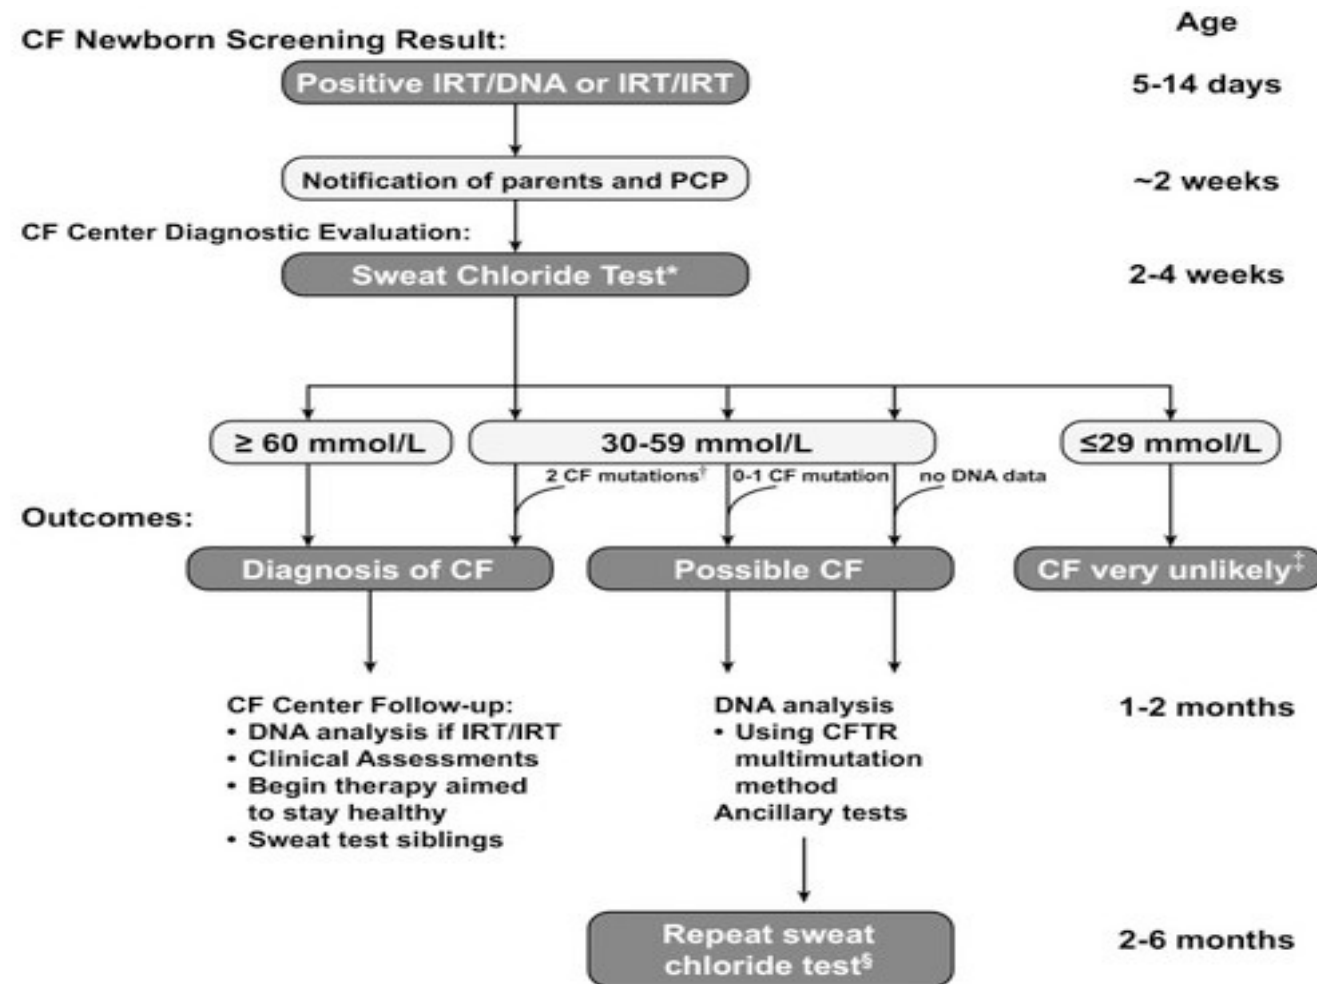 Age
CF Newborn Screening Result:
Positive IRT/DNA or IRT/IRT
5-14 days
Notification of parents and PCP
~2 weeks
CF Center Diagnostic Evaluation:
Sweat Chloride Test*
2-4 weeks
≥ 60 mmol/L
30-59 mmol/L
≤29 mmol/L
2 CF mutations†
0-1 CF mutation
no DNA data
Outcomes:
Diagnosis of CF
Possible CF
CF very unlikely‡
CF Center Follow-up:
• DNA analysis if IRT/IRT
• Clinical Assessments
• Begin therapy aimed
to stay healthy
• Sweat test siblings
DNA analysis
• Using CFTR
multimutation
method
Ancillary tests
1-2 months
Repeat sweat
chloride test§
2-6 months